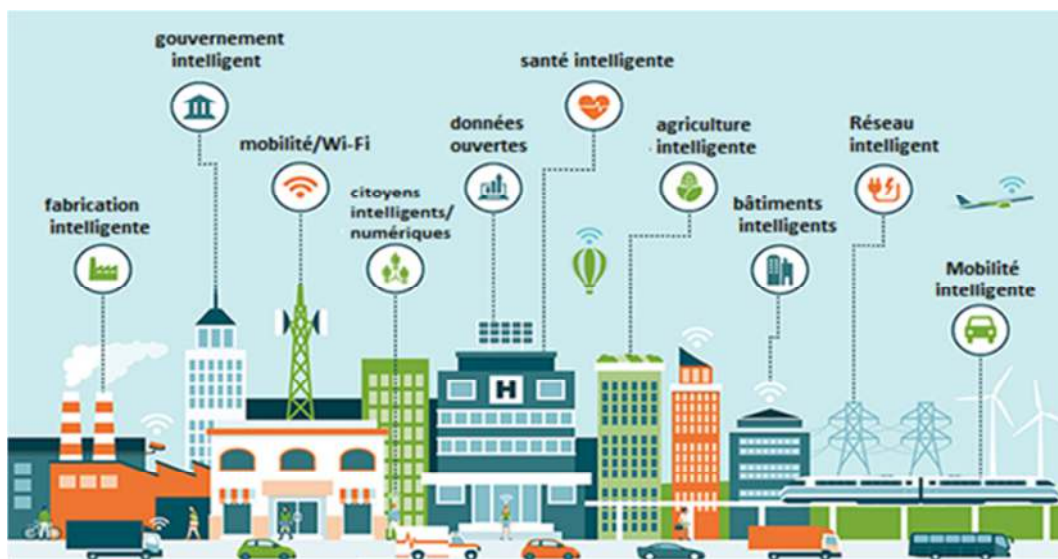 gouvernement
intelligent
santé intelligente
mobilité/Wi-Fi
données
ouvertes
agriculture
intelligente
Réseau
intelligent
fabrication
intelligente
citoyens
intelligents/
numériques
bâtiments
intelligents
Mobilité
intelligente
H